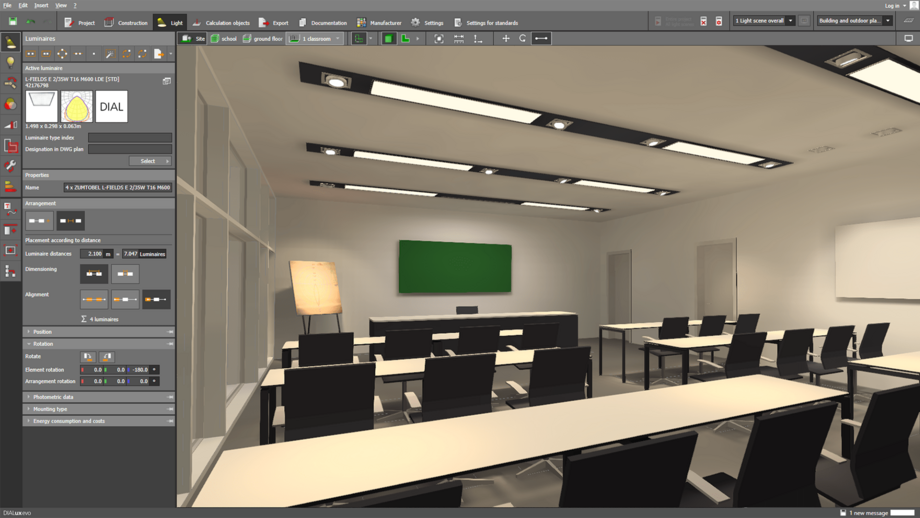 File Edit Insert View ? Log in
Project Construction Light Calculation objects Export Documentation Manufacturer Settings Settings for standards 1 Light scene overall Building and outdoor pla...
Luminaires Site school ground floor 1 classroom
Active luminaire
L-FIELDS E 2/35W T16 M600 LDE [STD]
42176790
DIAL
1.498 x 0.298 x 0.063m
Luminaire type index
Designation in DWG plan
Select
Properties
Name 4 x ZUMTOBEL L-FIELDS E 2/35W T16 M600
Arrangement
Placement according to distance
Luminaire distances 2.100 m = 7.047 Luminaires
Dimensioning
Alignment
Σ 4 luminaires
Position
Rotation
Rotate
Element rotation 0.0 0.0 -180.0 °
Arrangement rotation 0.0 0.0 0.0 °
Photometric data
Mounting type
Energy consumption and costs
DIALux evo 1 new message